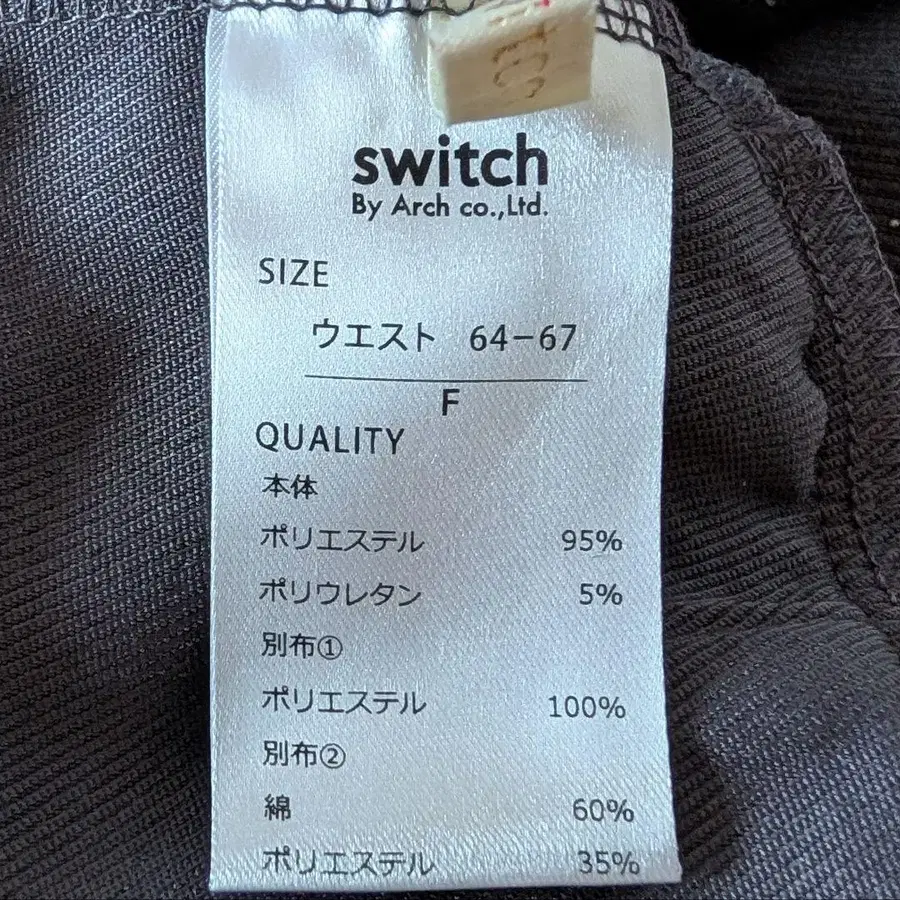 switch
By Arch co.,Ltd.
SIZE
ウエスト 64-67
F
QUALITY
本体
ポリエステル 95%
ポリウレタン 5%
別布①
ポリエステル 100%
別布②
綿 60%
ポリエステル 35%